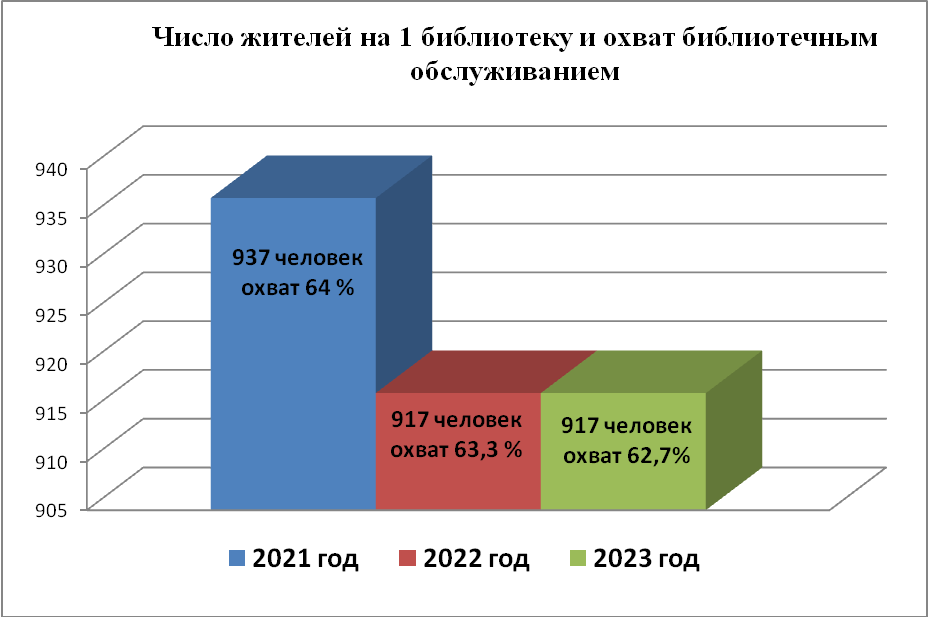 Число жителей на 1 библиотеку и охват библиотечным
обслуживанием
940
935
930
925
920
915
910
905
937 человек
охват 64 %
917 человек
охват 63,3 %
917 человек
охват 62,7%
2021 год
2022 год
2023 год